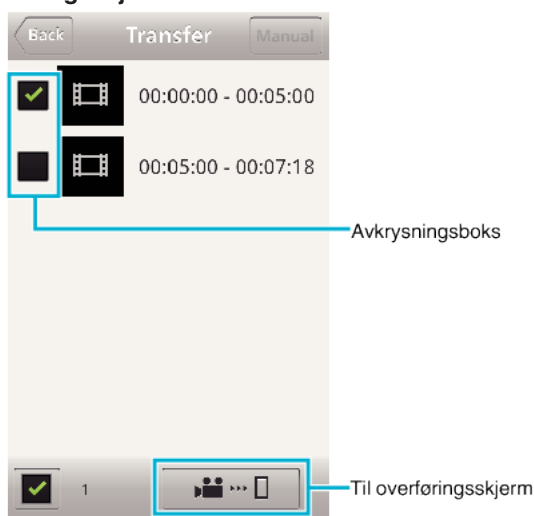 Back Transfer Manual
00:00:00 - 00:05:00
00:05:00 - 00:07:18
Avkrysningsboks
1
Til overføringsskjerm